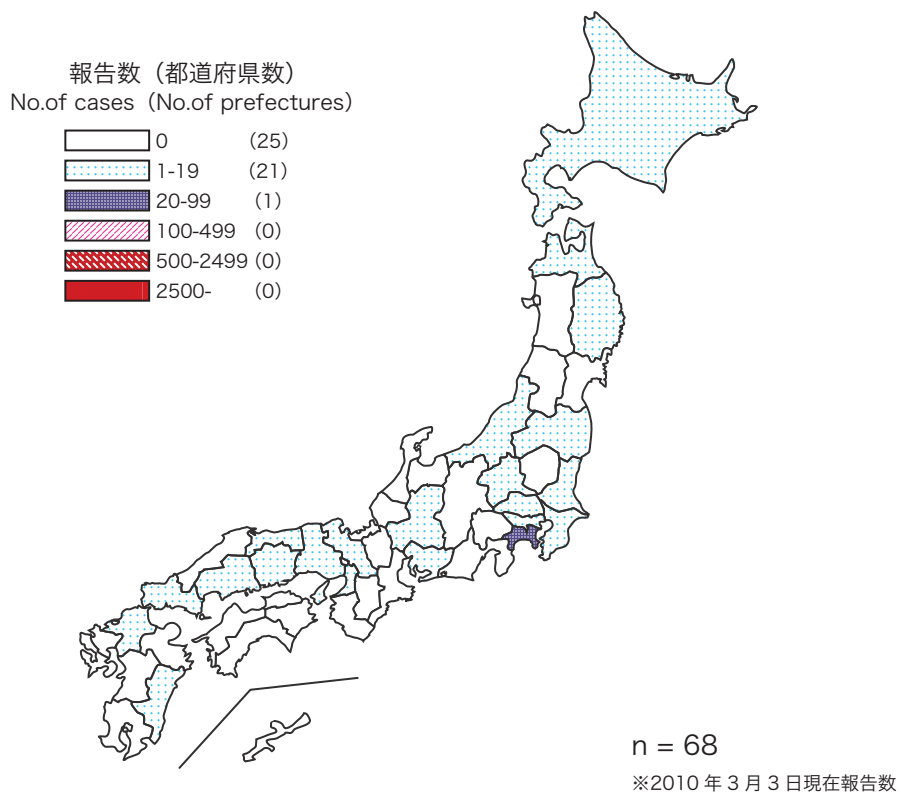 報告数（都道府県数）
No.of cases（No.of prefectures）
0 （25）
1-19 （21）
20-99 （1）
100-499 （0）
500-2499（0）
2500- （0）
n = 68
※2010 年 3 月 3 日現在報告数